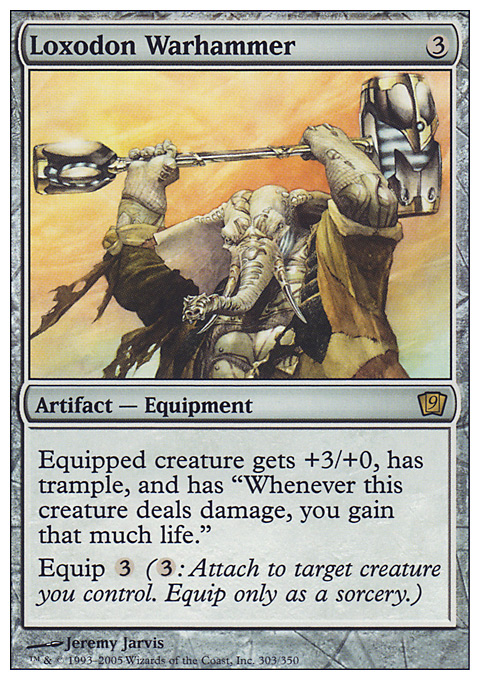 Loxodon Warhammer 3
Artifact — Equipment 9
Equipped creature gets +3/+0, has
trample, and has “Whenever this
creature deals damage, you gain
that much life.”
Equip 3 (3: Attach to target creature
you control. Equip only as a sorcery.)
Jeremy Jarvis
™ & © 1993–2005 Wizards of the Coast, Inc. 303/350